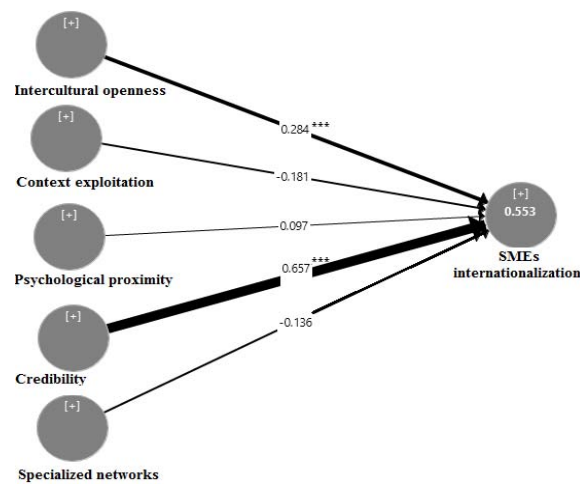 [+]
Intercultural openness
[+]
Context exploitation
[+]
Psychological proximity
[+]
Credibility
[+]
Specialized networks
0.284 ***
-0.181
0.097
0.657 ***
-0.136
[+]
0.553
SMEs
internationalization